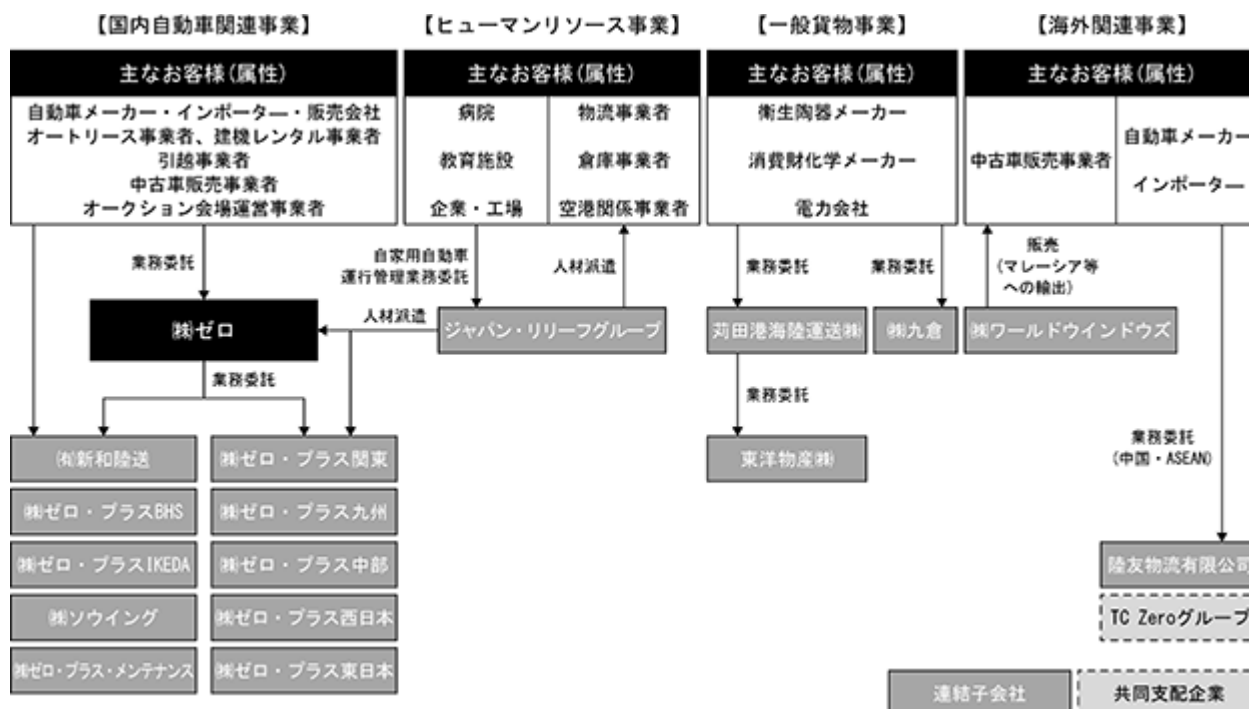 【国内自動車関連事業】
主なお客様(属性)
自動車メーカー・インポーター・販売会社
オートリース事業者、建機レンタル事業者
引越事業者
中古車販売事業者
オークション会場運営事業者
業務委託
㈱ゼロ
業務委託
㈲新和陸送
㈱ゼロ・プラス関東
㈱ゼロ・プラスBHS
㈱ゼロ・プラス九州
㈱ゼロ・プラスIKEDA
㈱ゼロ・プラス中部
㈱ソウイング
㈱ゼロ・プラス西日本
㈱ゼロ・プラス・メンテナンス
㈱ゼロ・プラス東日本
【ヒューマンリソース事業】
主なお客様(属性)
病院
教育施設
企業・工場
物流事業者
倉庫事業者
空港関係事業者
自家用自動車
運行管理業務委託
人材派遣
人材派遣
ジャパン・リリーフグループ
【一般貨物事業】
主なお客様(属性)
衛生陶器メーカー
消費財化学メーカー
電力会社
業務委託
業務委託
苅田港海陸運送㈱
㈱九倉
業務委託
東洋物産㈱
【海外関連事業】
主なお客様(属性)
中古車販売事業者
自動車メーカー
インポーター
販売
(マレーシア等
への輸出)
㈱ワールドウインドウズ
業務委託
(中国・ASEAN)
陸友物流有限公司
TC Zeroグループ
連結子会社
共同支配企業